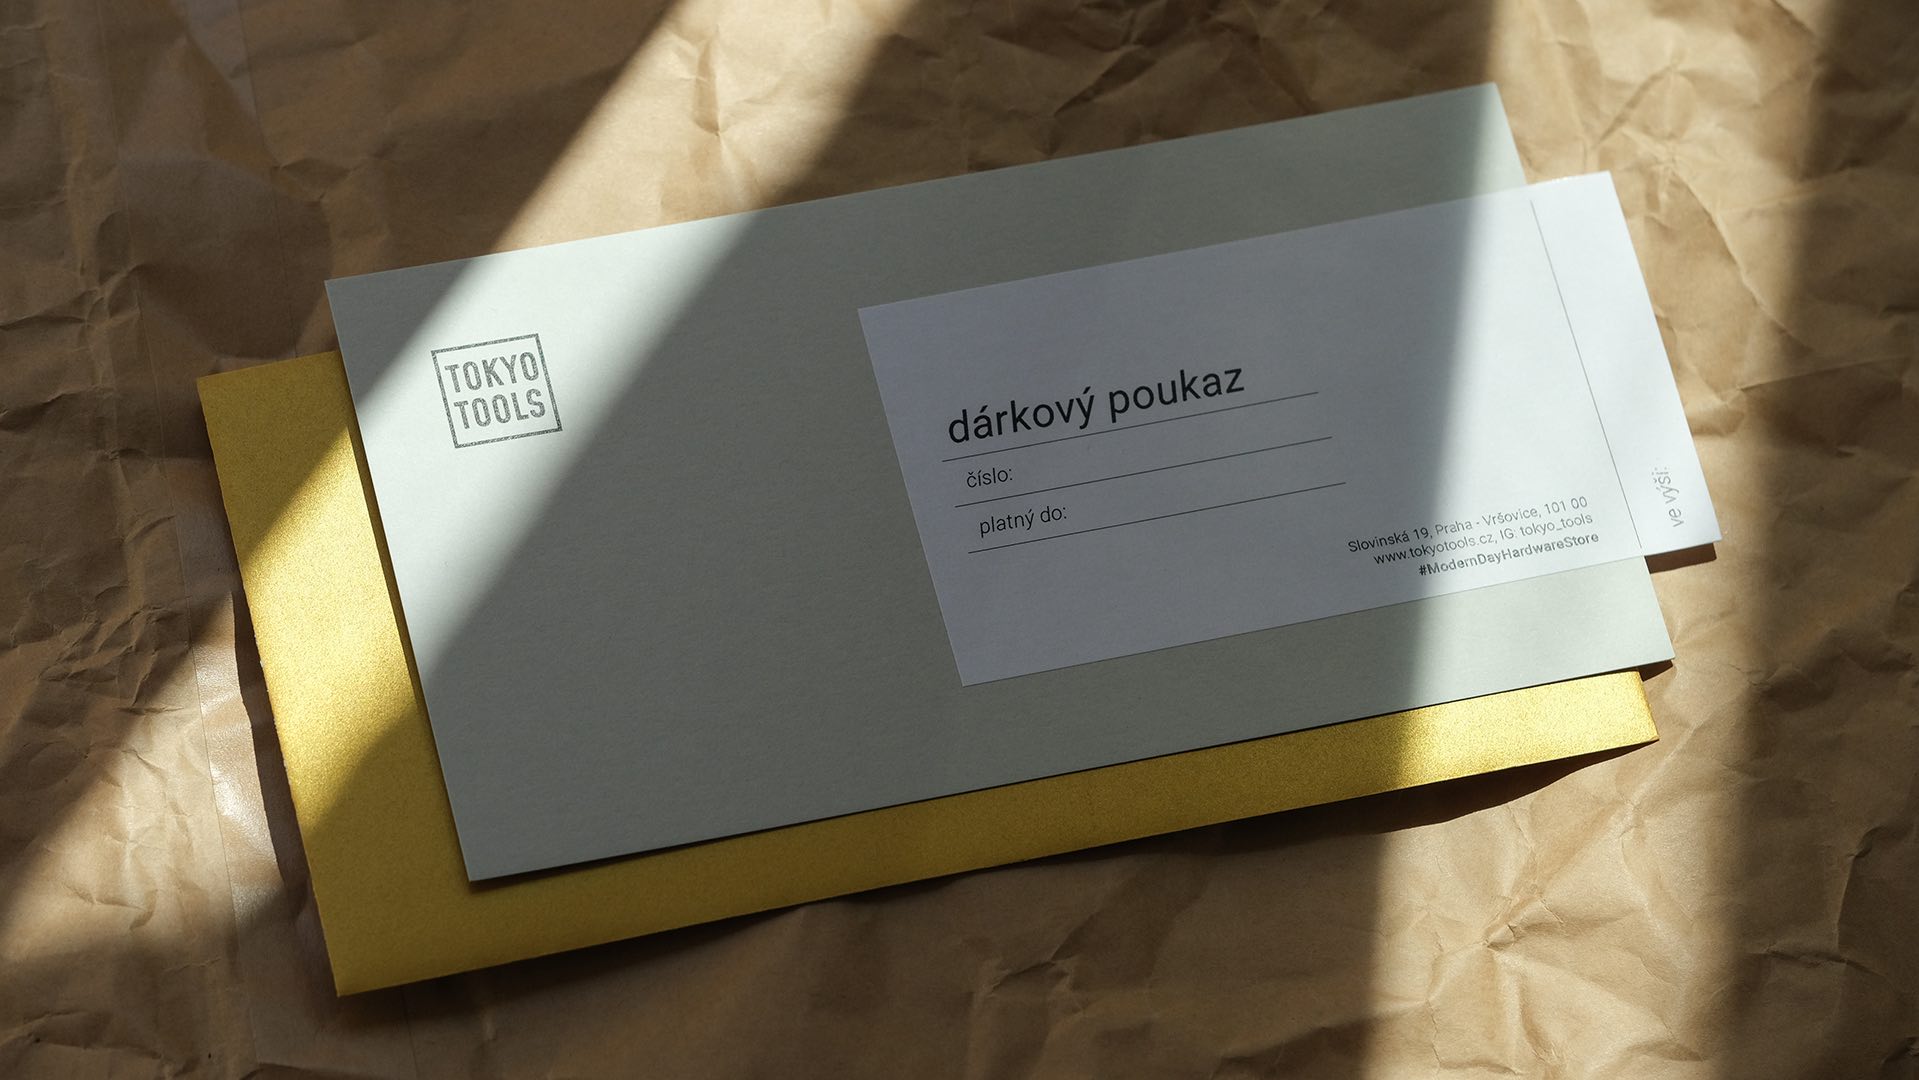 TOKYO
TOOLS
dárkový poukaz
číslo:
platný do:
Slovinská 19, Praha - Vršovice, 101 00
www.tokyotools.cz, IG: tokyo_tools
#ModernDayHardwareStore
ve výši: